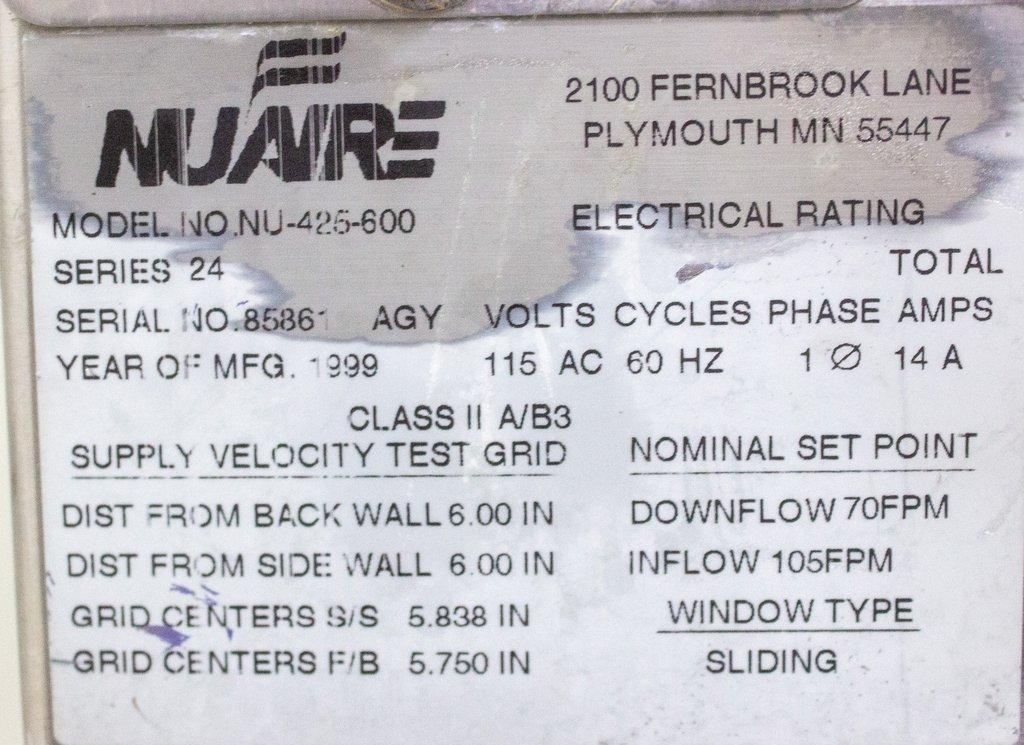 NUAIRE
2100 FERNBROOK LANE
PLYMOUTH MN 55447
MODEL NO.NU-425-600
ELECTRICAL RATING
SERIES 24
TOTAL
SERIAL NO.85861 AGY VOLTS CYCLES PHASE AMPS
YEAR OF MFG. 1999 115 AC 60 HZ 1 Ø 14 A
CLASS II A/B3
SUPPLY VELOCITY TEST GRID
NOMINAL SET POINT
DIST FROM BACK WALL 6.00 IN
DOWNFLOW 70FPM
DIST FROM SIDE WALL 6.00 IN
INFLOW 105FPM
GRID CENTERS S/S 5.838 IN
WINDOW TYPE
GRID CENTERS F/B 5.750 IN
SLIDING